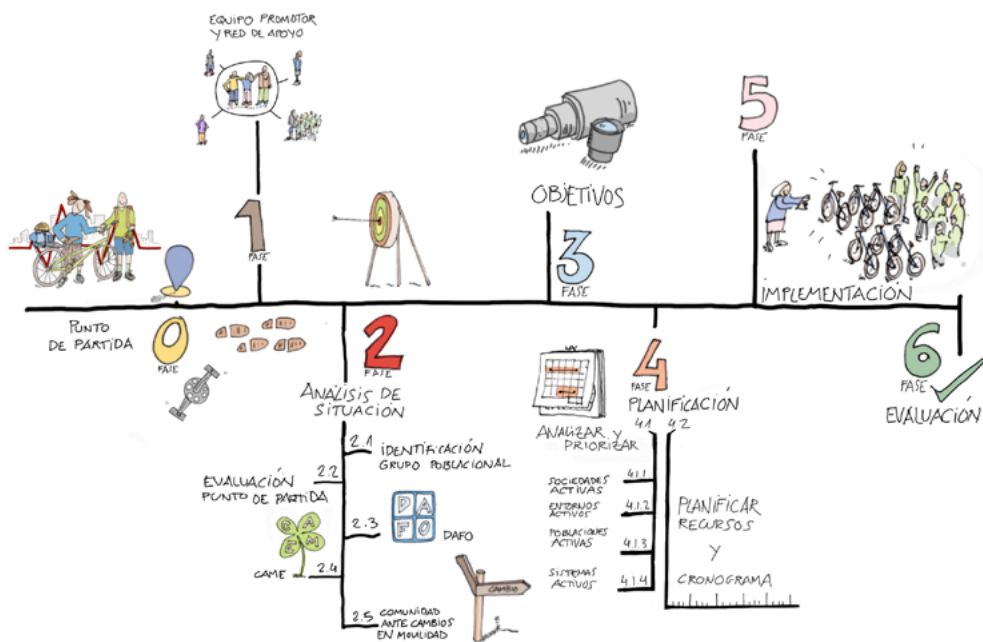 EQUIPO PROMOTOR
Y RED DE APOYO
1
FASE
PUNTO
DE PARTIDA
0
FASE
2
FASE
ANÁLISIS DE
SITUACIÓN
2.1
IDENTIFICACIÓN
GRUPO POBLACIONAL
2.2
EVALUACIÓN
PUNTO DE PARTIDA
2.3
DAFO
DAFO
2.4
CAME
CAME
2.5
COMUNIDAD
ANTE CAMBIOS
EN MOVILIDAD
CAMBIO
OBJETIVOS
3
FASE
4
FASE
PLANIFICACIÓN
4.1
4.2
ANALIZAR Y
PRIORIZAR
SOCIEDADES
ACTIVAS
4.1.1
ENTORNOS
ACTIVOS
4.1.2
POBLACIONES
ACTIVAS
4.1.3
SISTEMAS
ACTIVOS
4.1.4
PLANIFICAR
RECURSOS
Y
CRONOGRAMA
5
FASE
IMPLEMENTACIÓN
6
FASE
EVALUACIÓN